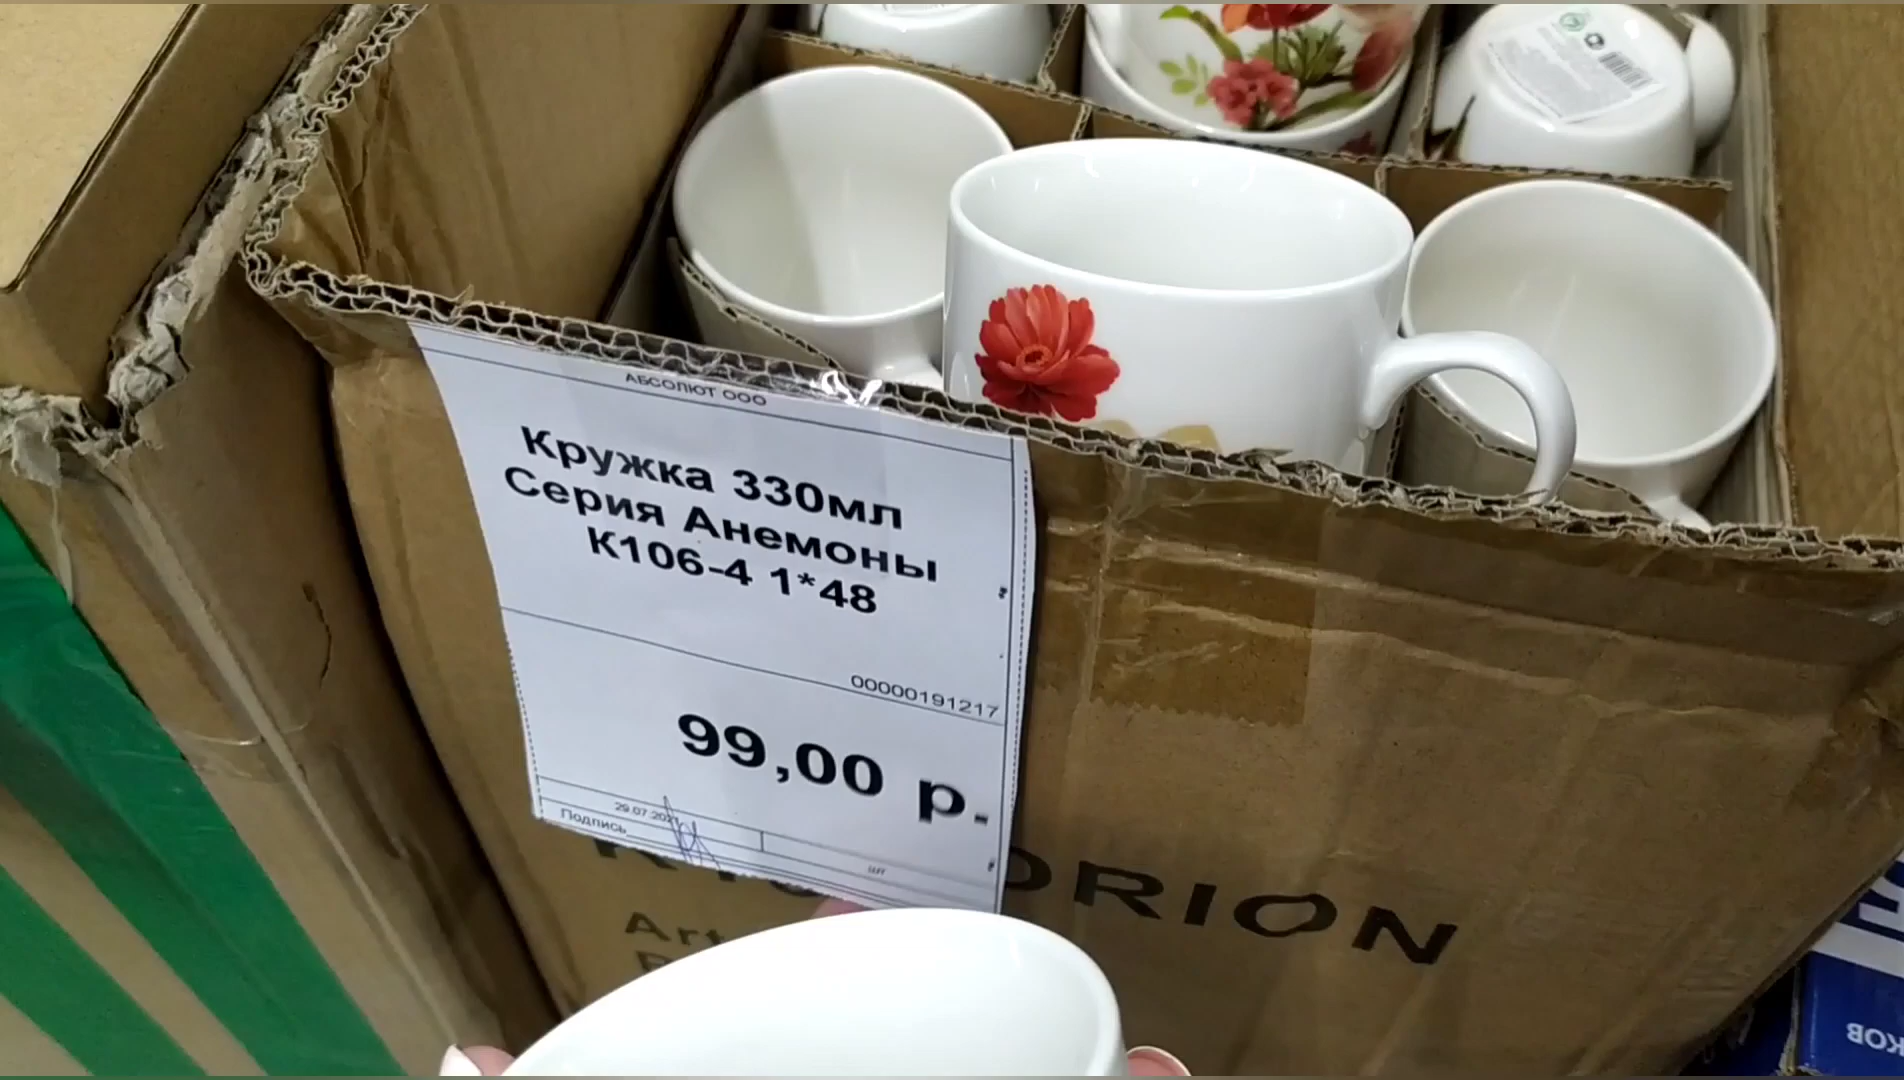 АБСОЛЮТ ООО
Кружка 330мл
Серия Анемоны
К106-4 1*48
00000191217
99,00 р.
29.07.2021
Подпись
шт
ORION
Art